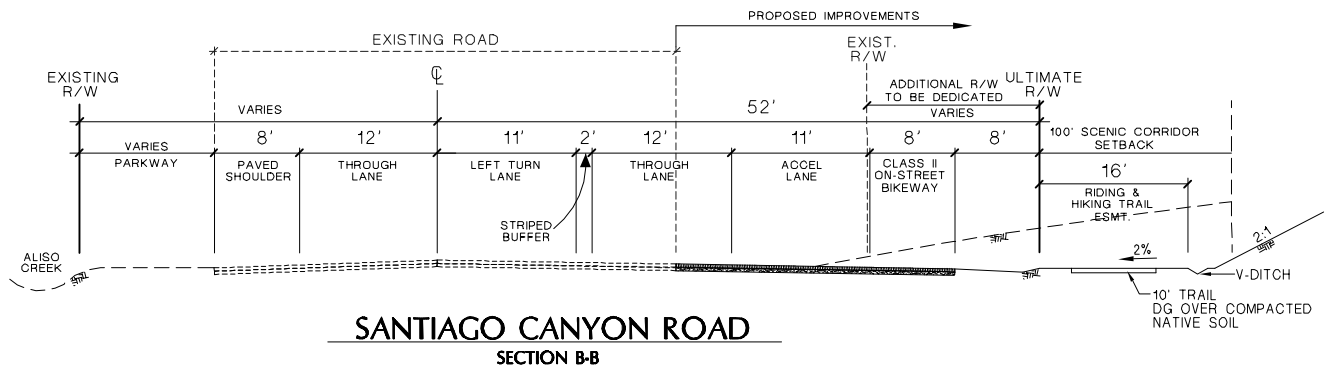 PROPOSED IMPROVEMENTS
EXISTING ROAD
EXIST.
R/W
EXISTING
R/W
℄
ADDITIONAL R/W
TO BE DEDICATED
ULTIMATE
R/W
VARIES
52'
VARIES
VARIES
8'
12'
11'
2'
12'
11'
8'
8'
100' SCENIC CORRIDOR
SETBACK
PARKWAY
PAVED
SHOULDER
THROUGH
LANE
LEFT TURN
LANE
THROUGH
LANE
ACCEL
LANE
CLASS II
ON-STREET
BIKEWAY
16'
RIDING &
HIKING TRAIL
ESMT.
STRIPED
BUFFER
ALISO
CREEK
2%
2:1
V-DITCH
10' TRAIL
DG OVER COMPACTED
NATIVE SOIL
SANTIAGO CANYON ROAD
SECTION B-B